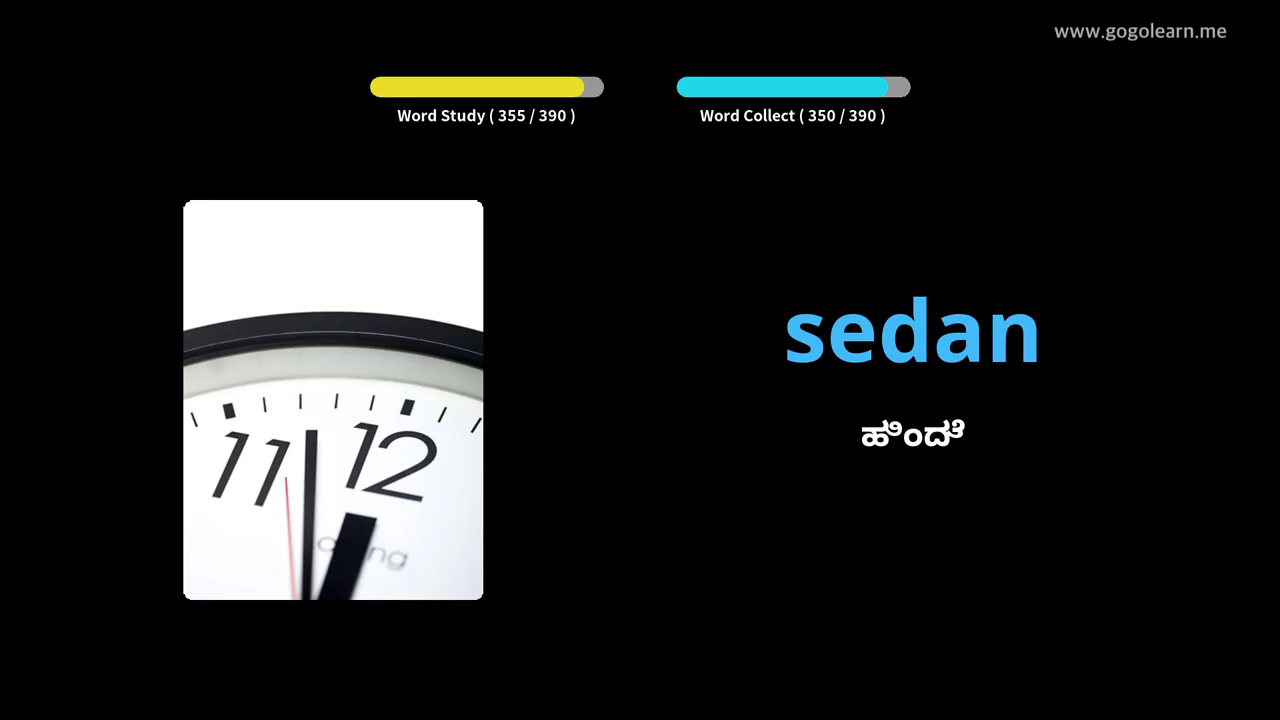 www.gogolearn.me
Word Study ( 355 / 390 )
Word Collect ( 350 / 390 )
sedan
ಹಿಂದೆ
11 12